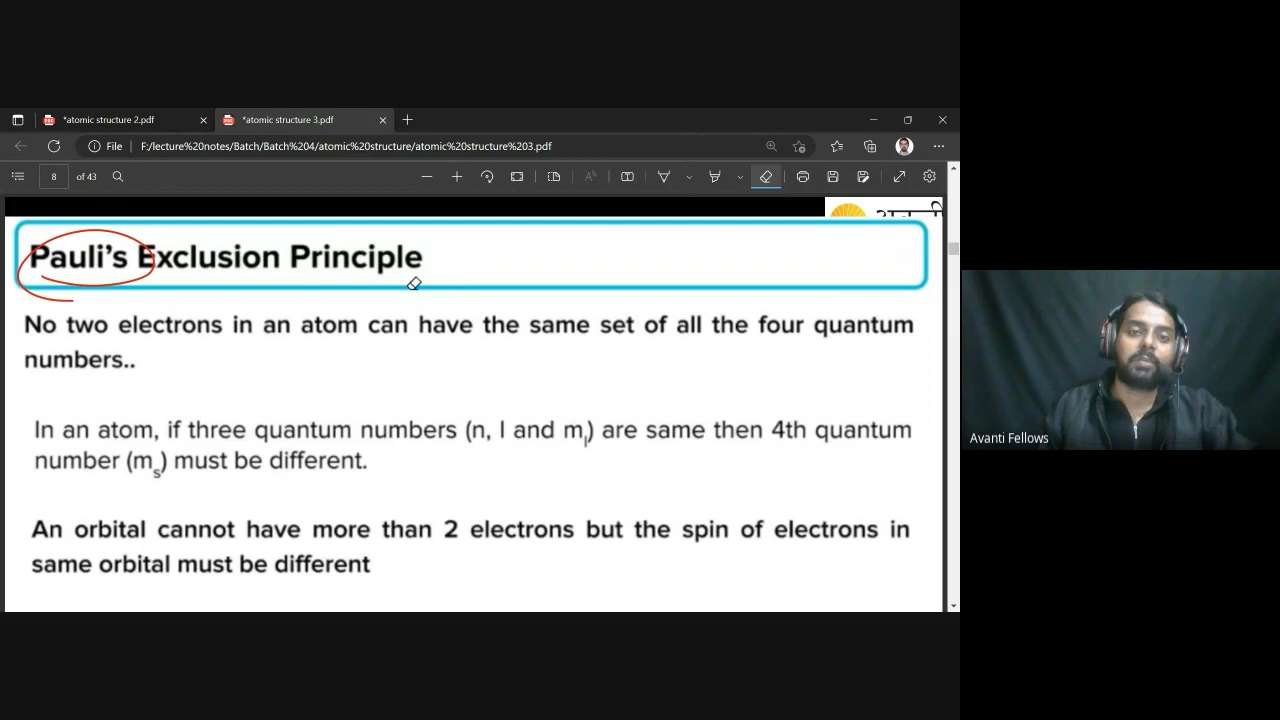 *atomic structure 2.pdf
*atomic structure 3.pdf
File
F:/lecture%20notes/Batch/Batch%204/atomic%20structure/atomic%20structure%203.pdf
8 of 43
Pauli's Exclusion Principle
No two electrons in an atom can have the same set of all the four quantum
numbers..
In an atom, if three quantum numbers (n, l and mₗ) are same then 4th quantum
number (mₛ) must be different.
An orbital cannot have more than 2 electrons but the spin of electrons in
same orbital must be different
Avanti Fellows